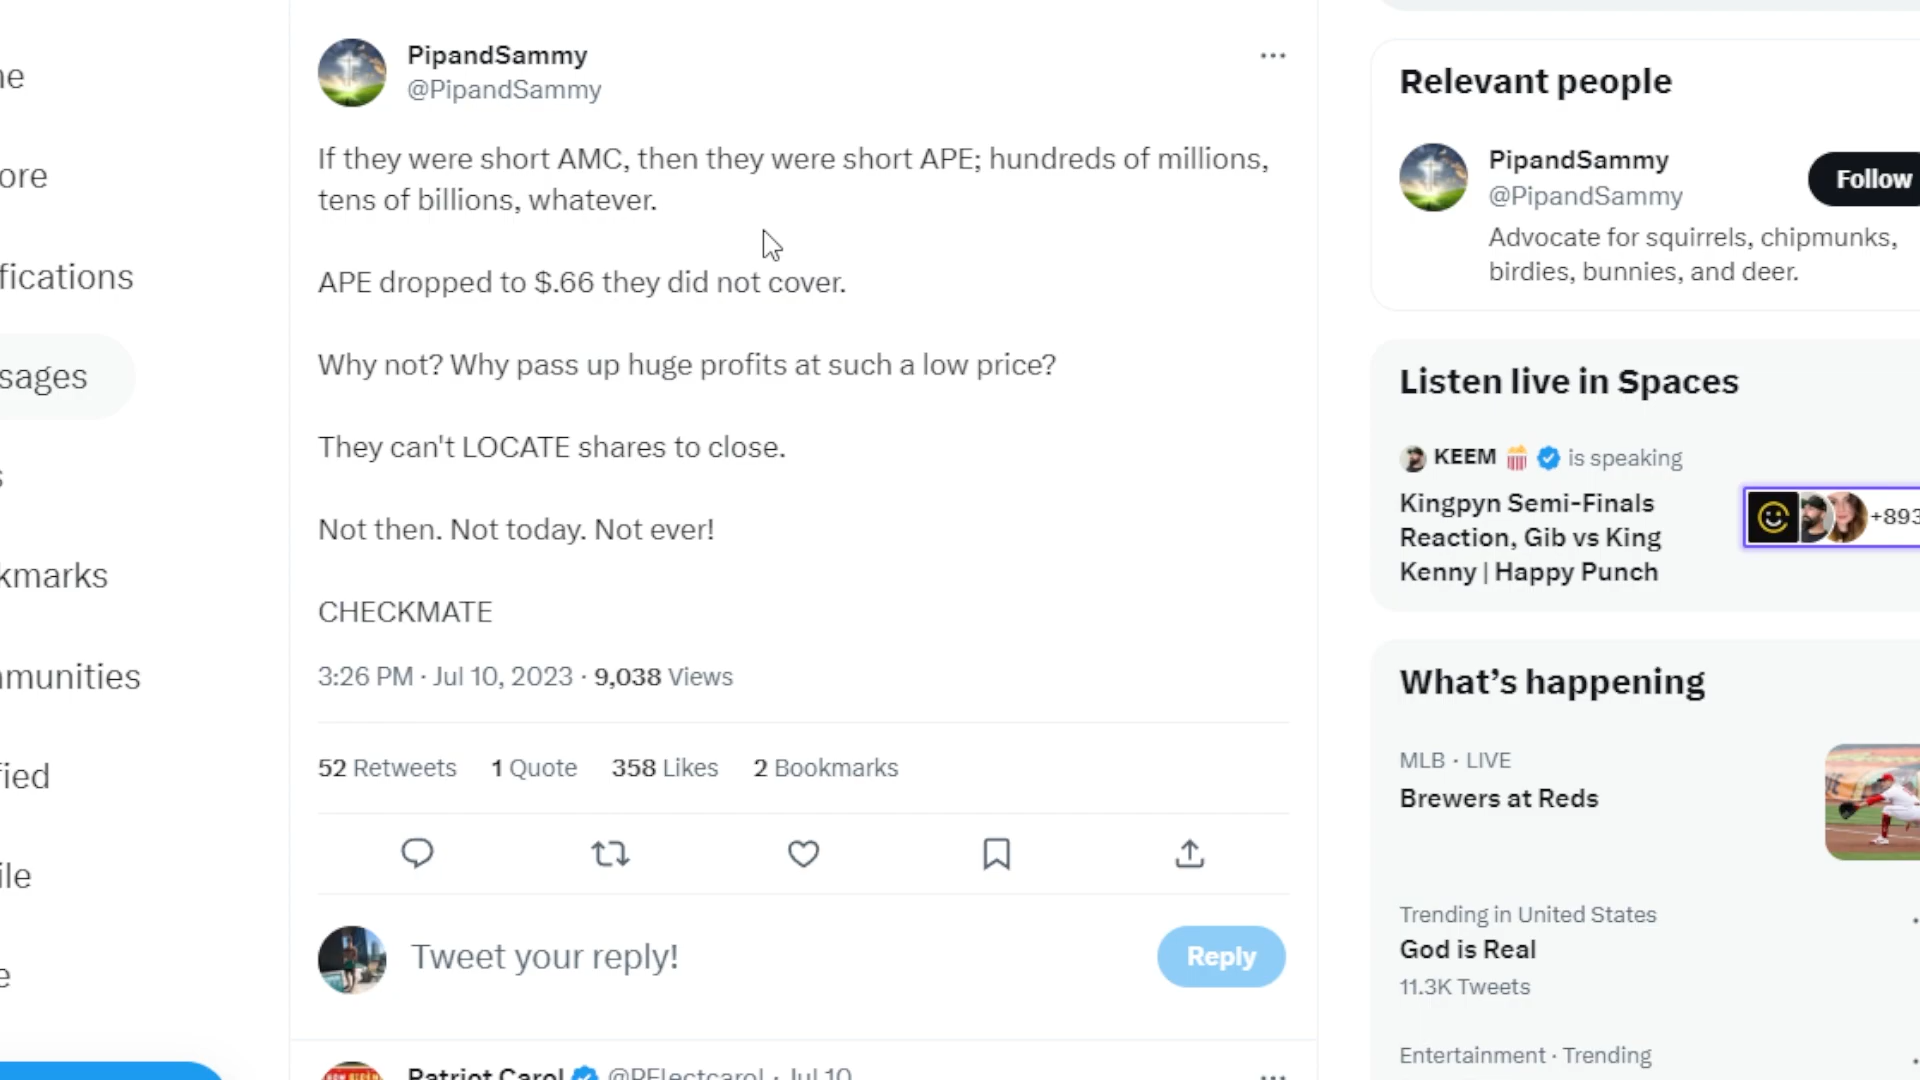 PipandSammy
@PipandSammy
If they were short AMC, then they were short APE; hundreds of millions,
tens of billions, whatever.
APE dropped to $.66 they did not cover.
Why not? Why pass up huge profits at such a low price?
They can't LOCATE shares to close.
Not then. Not today. Not ever!
CHECKMATE
3:26 PM · Jul 10, 2023 · 9,038 Views
52 Retweets 1 Quote 358 Likes 2 Bookmarks
Tweet your reply!
Reply
Patriot Carol @PElectcarol · Jul 10
ne
ore
fications
sages
s
kmarks
munities
fied
ile
e
Relevant people
PipandSammy
@PipandSammy
Follow
Advocate for squirrels, chipmunks,
birdies, bunnies, and deer.
Listen live in Spaces
KEEM is speaking
Kingpyn Semi-Finals
Reaction, Gib vs King
Kenny | Happy Punch
+893
What's happening
MLB · LIVE
Brewers at Reds
Trending in United States
God is Real
11.3K Tweets
Entertainment · Trending